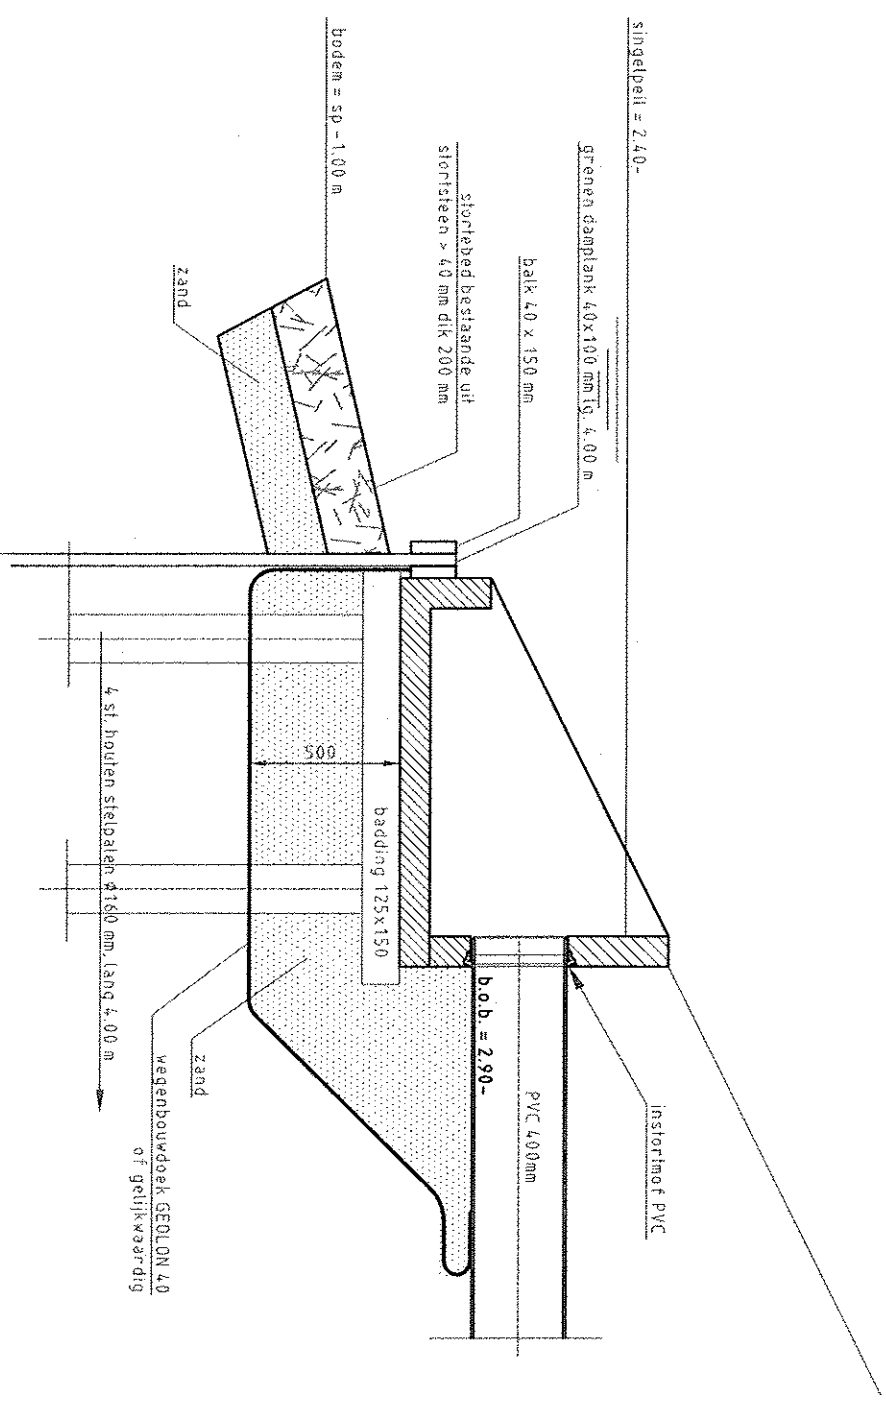 singelpeil = 2.40-
grenen damplank 40x100 mm lg. 4.00 m
balk 40 x 150 mm
stortebed bestaande uit
stortsteen > 40 mm dik 200 mm
bodem = sp - 1.00 m
zand
500
badding 125x150
4 st. houten stelpalen ø160 mm, lang 4.00 m
instortmof PVC
PVC 400mm
b.o.b. = 2.90-
zand
wegenbouwdoek GEOLON 40
of gelijkwaardig